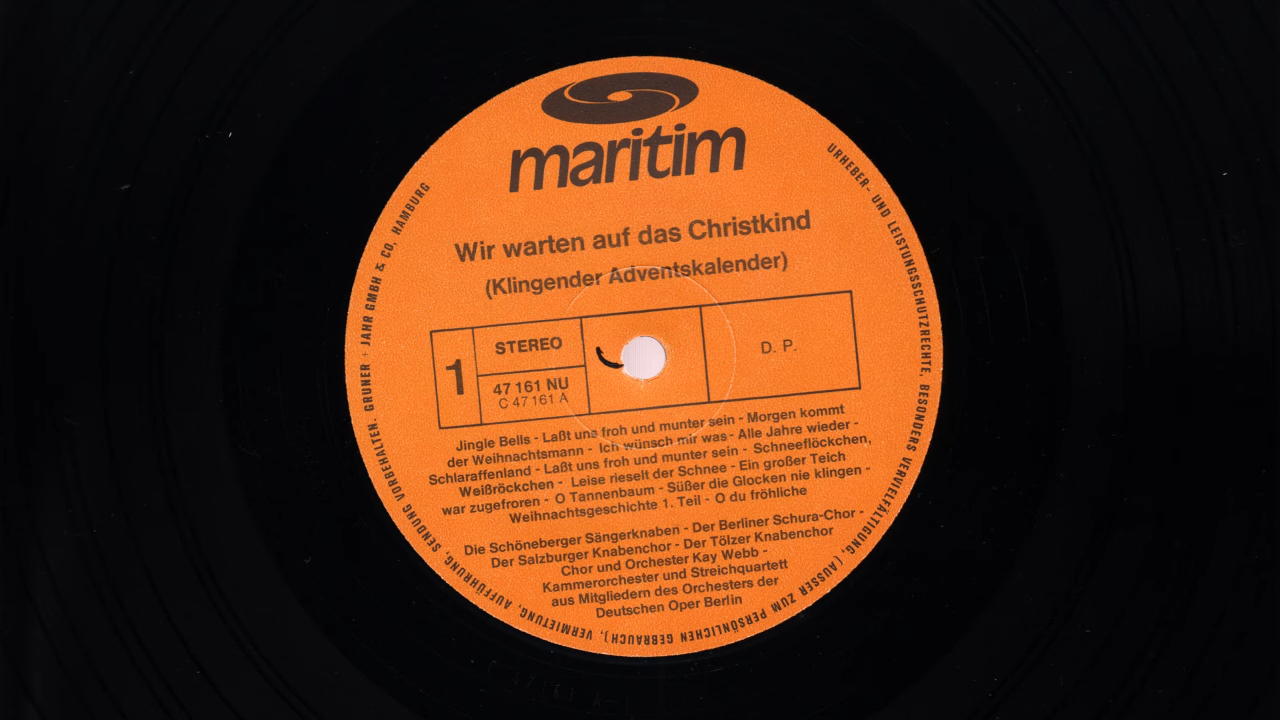 maritim
Wir warten auf das Christkind
(Klingender Adventskalender)
1
STEREO
47 161 NU
C 47 161 A
D. P.
Jingle Bells - Laßt uns froh und munter sein - Morgen kommt
der Weihnachtsmann - Ich wünsch mir was - Alle Jahre wieder -
Schlaraffenland - Laßt uns froh und munter sein - Schneeflöckchen,
Weißröckchen - Leise rieselt der Schnee - Ein großer Teich
war zugefroren - O Tannenbaum - Süßer die Glocken nie klingen -
Weihnachtsgeschichte 1. Teil - O du fröhliche
Die Schöneberger Sängerknaben - Der Berliner Schura-Chor -
Der Salzburger Knabenchor - Der Tölzer Knabenchor
Chor und Orchester Kay Webb -
Kammerorchester und Streichquartett
aus Mitgliedern des Orchesters der
Deutschen Oper Berlin
URHEBER- UND LEISTUNGSSCHUTZRECHTE, BESONDERS VERVIELFÄLTIGUNG, (AUSSER ZUM PERSÖNLICHEN GEBRAUCH), VERMIETUNG, AUFFÜHRUNG, SENDUNG VORBEHALTEN. GRUNER + JAHR GMBH & CO, HAMBURG